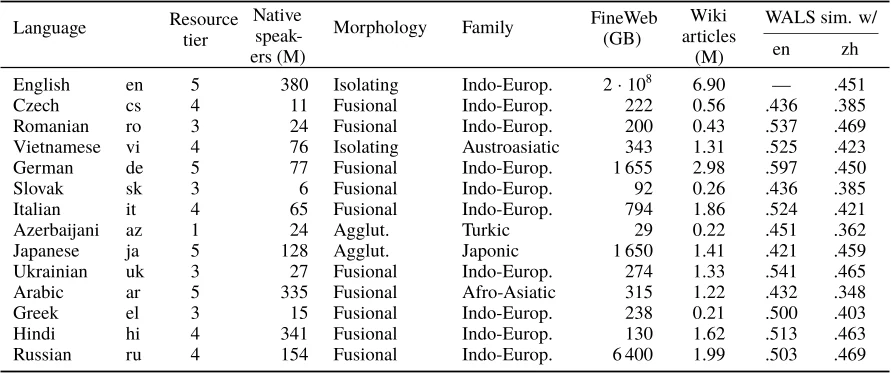 Language Resource tier Native speak-ers (M) Morphology Family FineWeb (GB) Wiki articles (M) WALS sim. w/
en zh
English en 5 380 Isolating Indo-Europ. 2 · 10⁸ 6.90 — .451
Czech cs 4 11 Fusional Indo-Europ. 222 0.56 .436 .385
Romanian ro 3 24 Fusional Indo-Europ. 200 0.43 .537 .469
Vietnamese vi 4 76 Isolating Austroasiatic 343 1.31 .525 .423
German de 5 77 Fusional Indo-Europ. 1 655 2.98 .597 .450
Slovak sk 3 6 Fusional Indo-Europ. 92 0.26 .436 .385
Italian it 4 65 Fusional Indo-Europ. 794 1.86 .524 .421
Azerbaijani az 1 24 Agglut. Turkic 29 0.22 .451 .362
Japanese ja 5 128 Agglut. Japonic 1 650 1.41 .421 .459
Ukrainian uk 3 27 Fusional Indo-Europ. 274 1.33 .541 .465
Arabic ar 5 335 Fusional Afro-Asiatic 315 1.22 .432 .348
Greek el 3 15 Fusional Indo-Europ. 238 0.21 .500 .403
Hindi hi 4 341 Fusional Indo-Europ. 130 1.62 .513 .463
Russian ru 4 154 Fusional Indo-Europ. 6 400 1.99 .503 .469